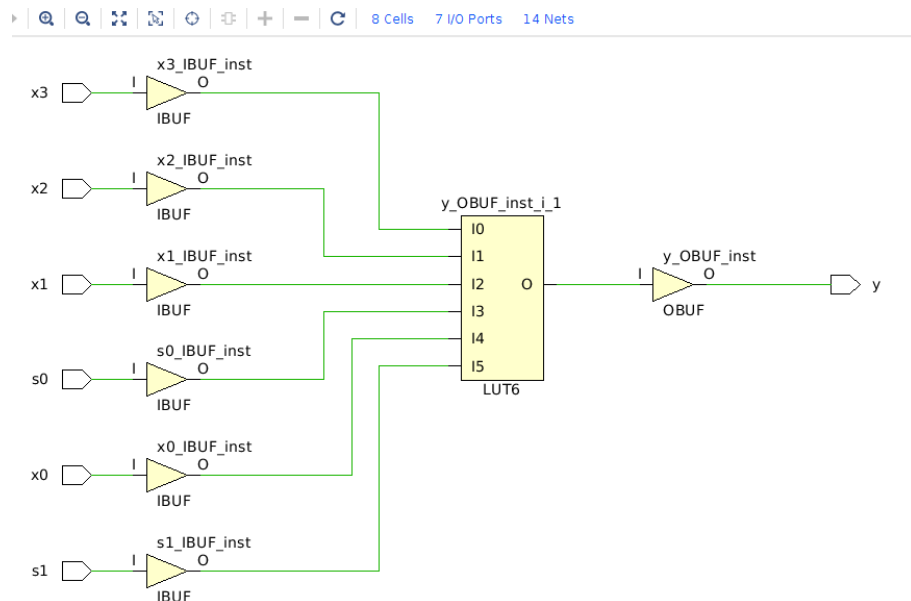 8 Cells 7 I/O Ports 14 Nets
x3_IBUF_inst
x3 I O
IBUF
x2_IBUF_inst
x2 I O
IBUF
y_OBUF_inst_i_1
I0
I1
x1_IBUF_inst
x1 I O
IBUF
I2 O
y_OBUF_inst
I O y
OBUF
I3
I4
I5
LUT6
s0_IBUF_inst
s0 I O
IBUF
x0_IBUF_inst
x0 I O
IBUF
s1_IBUF_inst
s1 I O
IBUF